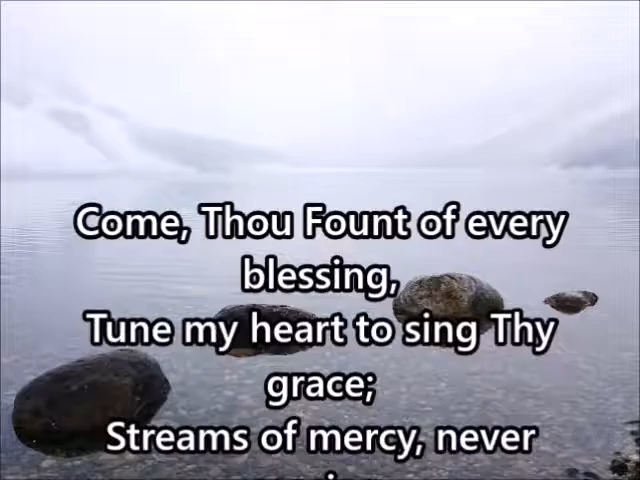 Come, Thou Fount of every
blessing,
Tune my heart to sing Thy
grace;
Streams of mercy, never